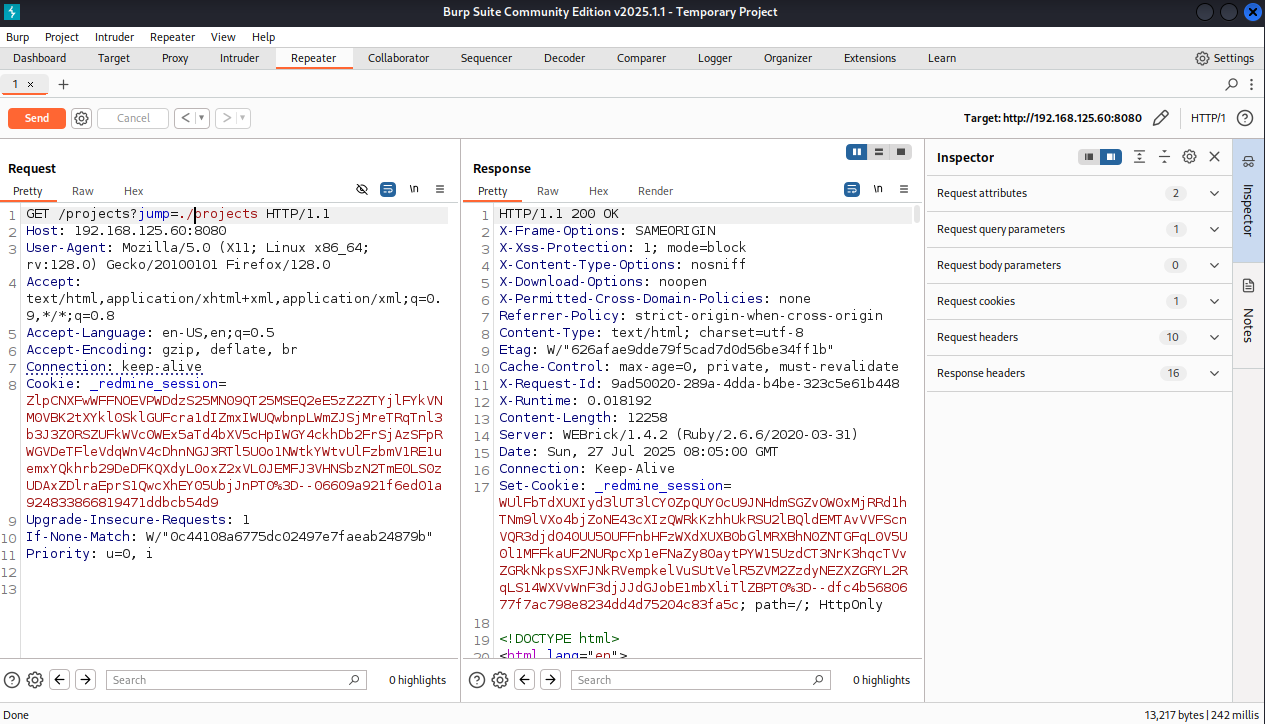 Burp Suite Community Edition v2025.1.1 - Temporary Project
Burp Project Intruder Repeater View Help
Dashboard Target Proxy Intruder Repeater Collaborator Sequencer Decoder Comparer Logger Organizer Extensions Learn Settings
1 × +
Send Cancel < > Target: http://192.168.125.60:8080 HTTP/1 ?
Request
Pretty Raw Hex \n
1 GET /projects?jump=./projects HTTP/1.1
2 Host: 192.168.125.60:8080
3 User-Agent: Mozilla/5.0 (X11; Linux x86_64;
rv:128.0) Gecko/20100101 Firefox/128.0
4 Accept:
text/html,application/xhtml+xml,application/xml;q=0.
9,*/*;q=0.8
5 Accept-Language: en-US,en;q=0.5
6 Accept-Encoding: gzip, deflate, br
7 Connection: keep-alive
8 Cookie: _redmine_session=
9248338668194​71ddbcb54d9
9 Upgrade-Insecure-Requests: 1
10 If-None-Match: W/"0c44108a6775dc02497e7faeab24879b"
11 Priority: u=0, i
12
13
Search 0 highlights
Response
Pretty Raw Hex Render \n
1 HTTP/1.1 200 OK
2 X-Frame-Options: SAMEORIGIN
3 X-Xss-Protection: 1; mode=block
4 X-Content-Type-Options: nosniff
5 X-Download-Options: noopen
6 X-Permitted-Cross-Domain-Policies: none
7 Referrer-Policy: strict-origin-when-cross-origin
8 Content-Type: text/html; charset=utf-8
9 Etag: W/"626afae9dde79f5cad7d0d56be34ff1b"
10 Cache-Control: max-age=0, private, must-revalidate
11 X-Request-Id: 9ad50020-289a-4dda-b4be-323c5e61b448
12 X-Runtime: 0.018192
13 Content-Length: 12258
14 Server: WEBrick/1.4.2 (Ruby/2.6.6/2020-03-31)
15 Date: Sun, 27 Jul 2025 08:05:00 GMT
16 Connection: Keep-Alive
17 Set-Cookie: _redmine_session=
77f7ac798e8234dd4d75204c83fa5c; path=/; HttpOnly
18
19 <!DOCTYPE html>
20 <html lang="en">
Search 0 highlights
Inspector
Request attributes 2
Request query parameters 1
Request body parameters 0
Request cookies 1
Request headers 10
Response headers 16
Inspector
Notes
Done 13,217 bytes | 242 millis